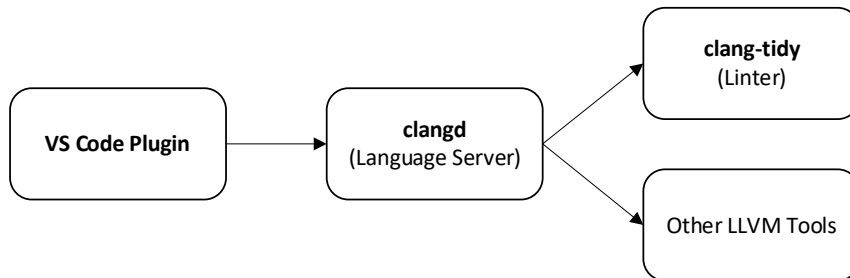 VS Code Plugin
clangd
(Language Server)
clang-tidy
(Linter)
Other LLVM Tools